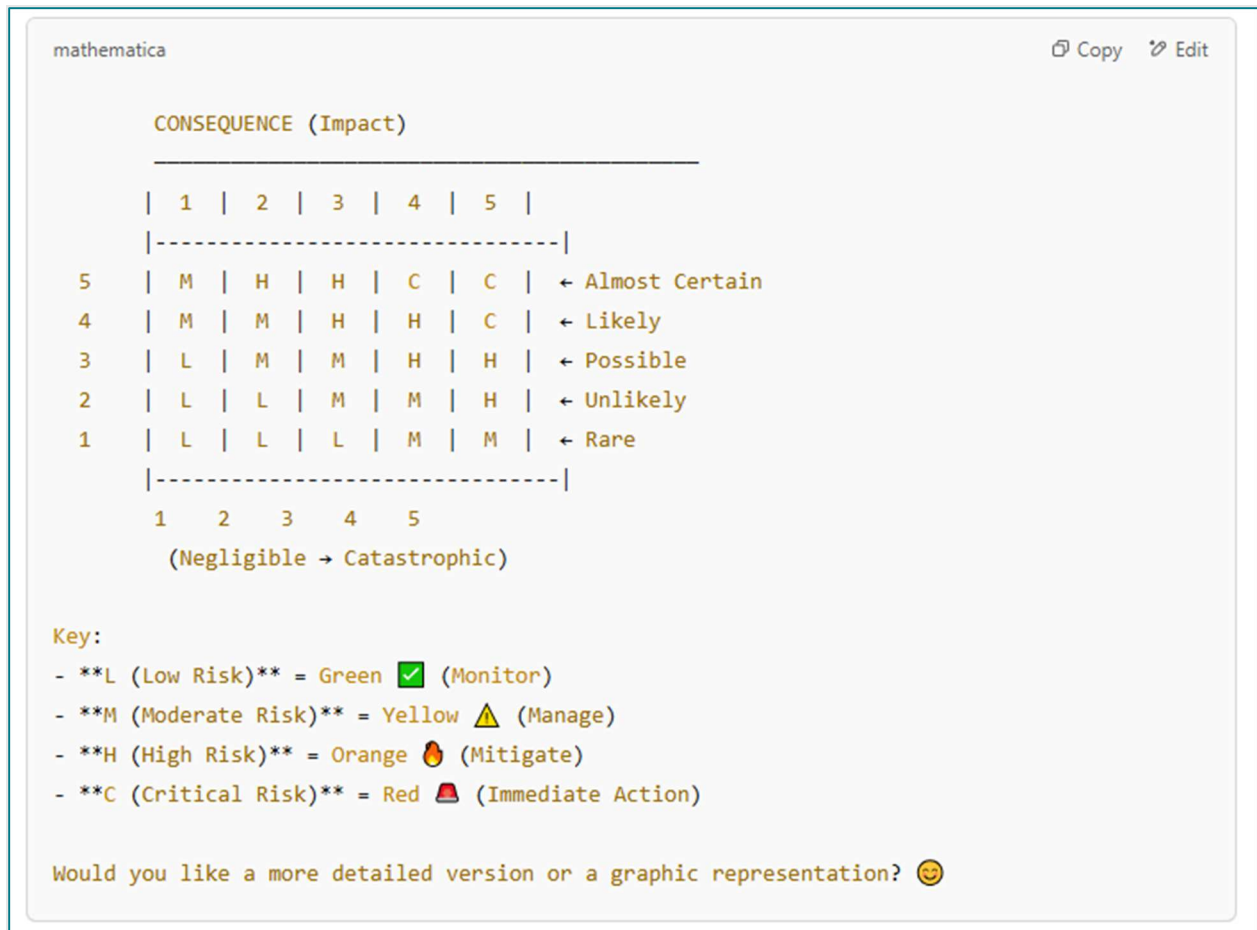 mathematica Copy Edit
CONSEQUENCE (Impact)
___________________________________________
| 1 | 2 | 3 | 4 | 5 |
|--------------------------------|
5 | M | H | H | C | C | ← Almost Certain
4 | M | M | H | H | C | ← Likely
3 | L | M | M | H | H | ← Possible
2 | L | L | M | M | H | ← Unlikely
1 | L | L | L | M | M | ← Rare
|--------------------------------|
1 2 3 4 5
(Negligible → Catastrophic)
Key:
- **L (Low Risk)** = Green ✅ (Monitor)
- **M (Moderate Risk)** = Yellow ⚠️ (Manage)
- **H (High Risk)** = Orange 🔥 (Mitigate)
- **C (Critical Risk)** = Red 🚨 (Immediate Action)
Would you like a more detailed version or a graphic representation? 😊